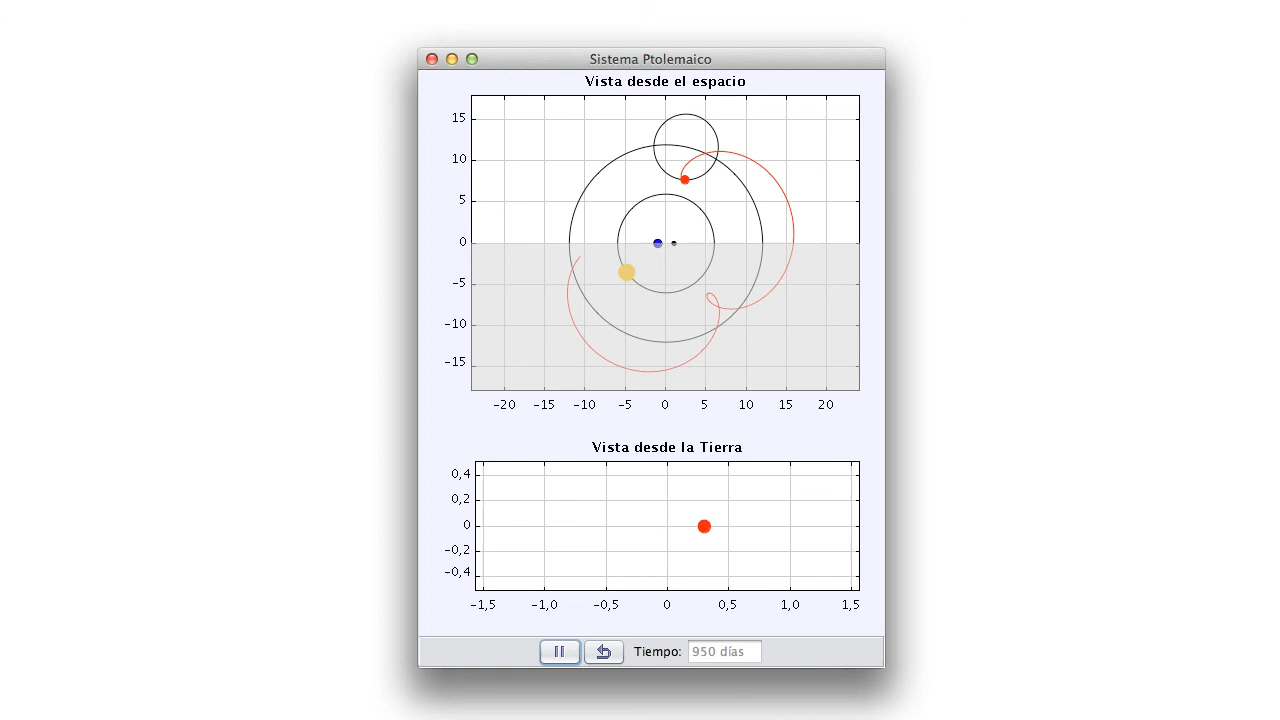 Sistema Ptolemaico
Vista desde el espacio
15
10
5
0
-5
-10
-15
-20 -15 -10 -5 0 5 10 15 20
Vista desde la Tierra
0,4
0,2
0
-0,2
-0,4
-1,5 -1,0 -0,5 0 0,5 1,0 1,5
Tiempo: 950 días